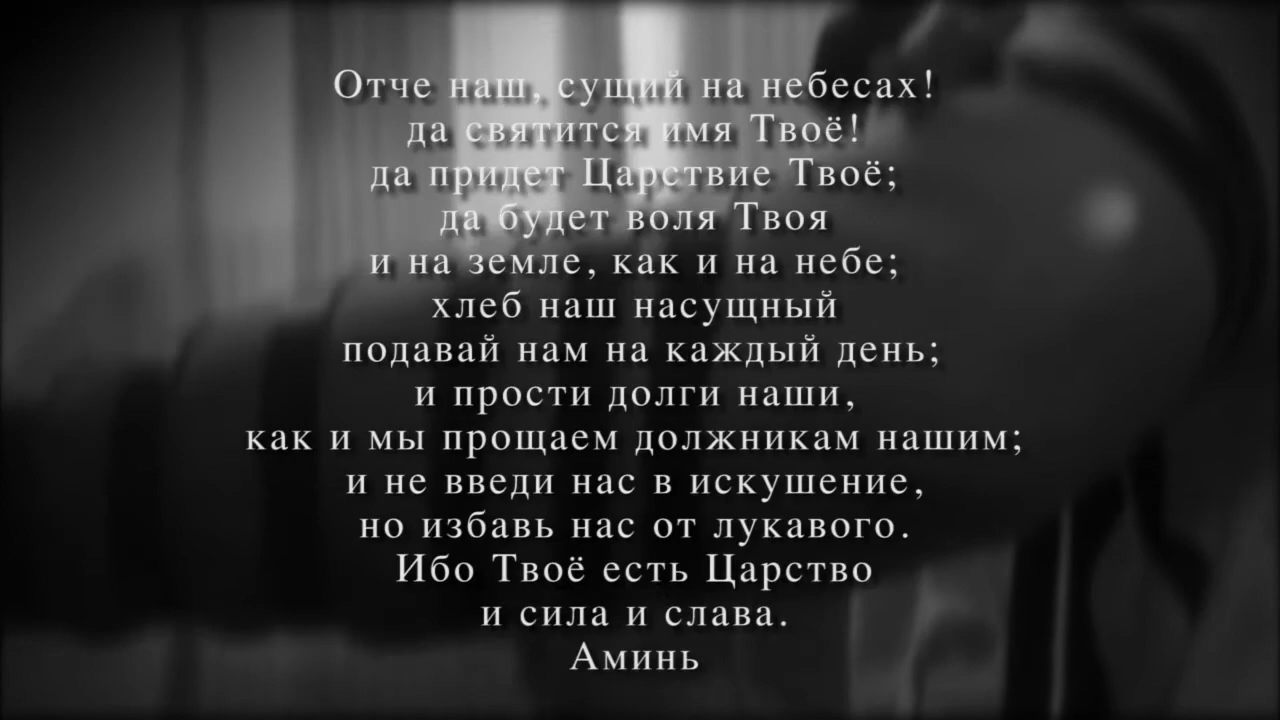 Отче наш, сущий на небесах!
да святится имя Твоё!
да придет Царствие Твоё;
да будет воля Твоя
и на земле, как и на небе;
хлеб наш насущный
подавай нам на каждый день;
и прости долги наши,
как и мы прощаем должникам нашим;
и не введи нас в искушение,
но избавь нас от лукавого.
Ибо Твоё есть Царство
и сила и слава.
Аминь